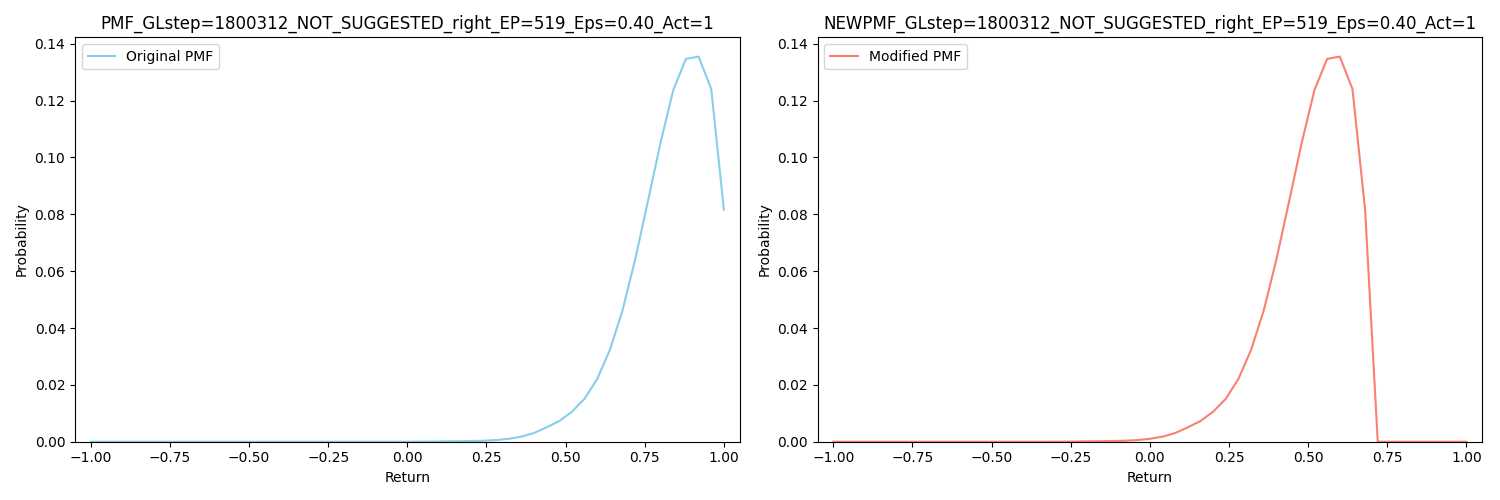 PMF_GLstep=1800312_NOT_SUGGESTED_right_EP=519_Eps=0.40_Act=1
Original PMF
Probability
0.14
0.12
0.10
0.08
0.06
0.04
0.02
0.00
−1.00 −0.75 −0.50 −0.25 0.00 0.25 0.50 0.75 1.00
Return
NEWPMF_GLstep=1800312_NOT_SUGGESTED_right_EP=519_Eps=0.40_Act=1
Modified PMF
Probability
0.14
0.12
0.10
0.08
0.06
0.04
0.02
0.00
−1.00 −0.75 −0.50 −0.25 0.00 0.25 0.50 0.75 1.00
Return